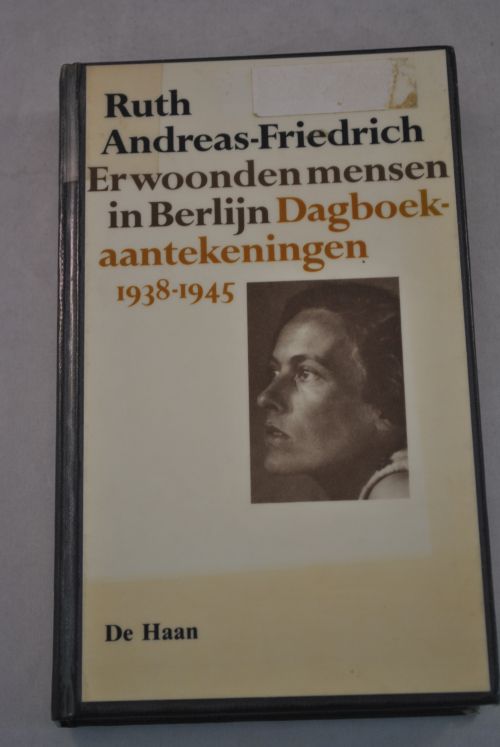 Ruth
Andreas-Friedrich
Er woonden mensen
in Berlijn Dagboek-
aantekeningen
1938-1945
De Haan